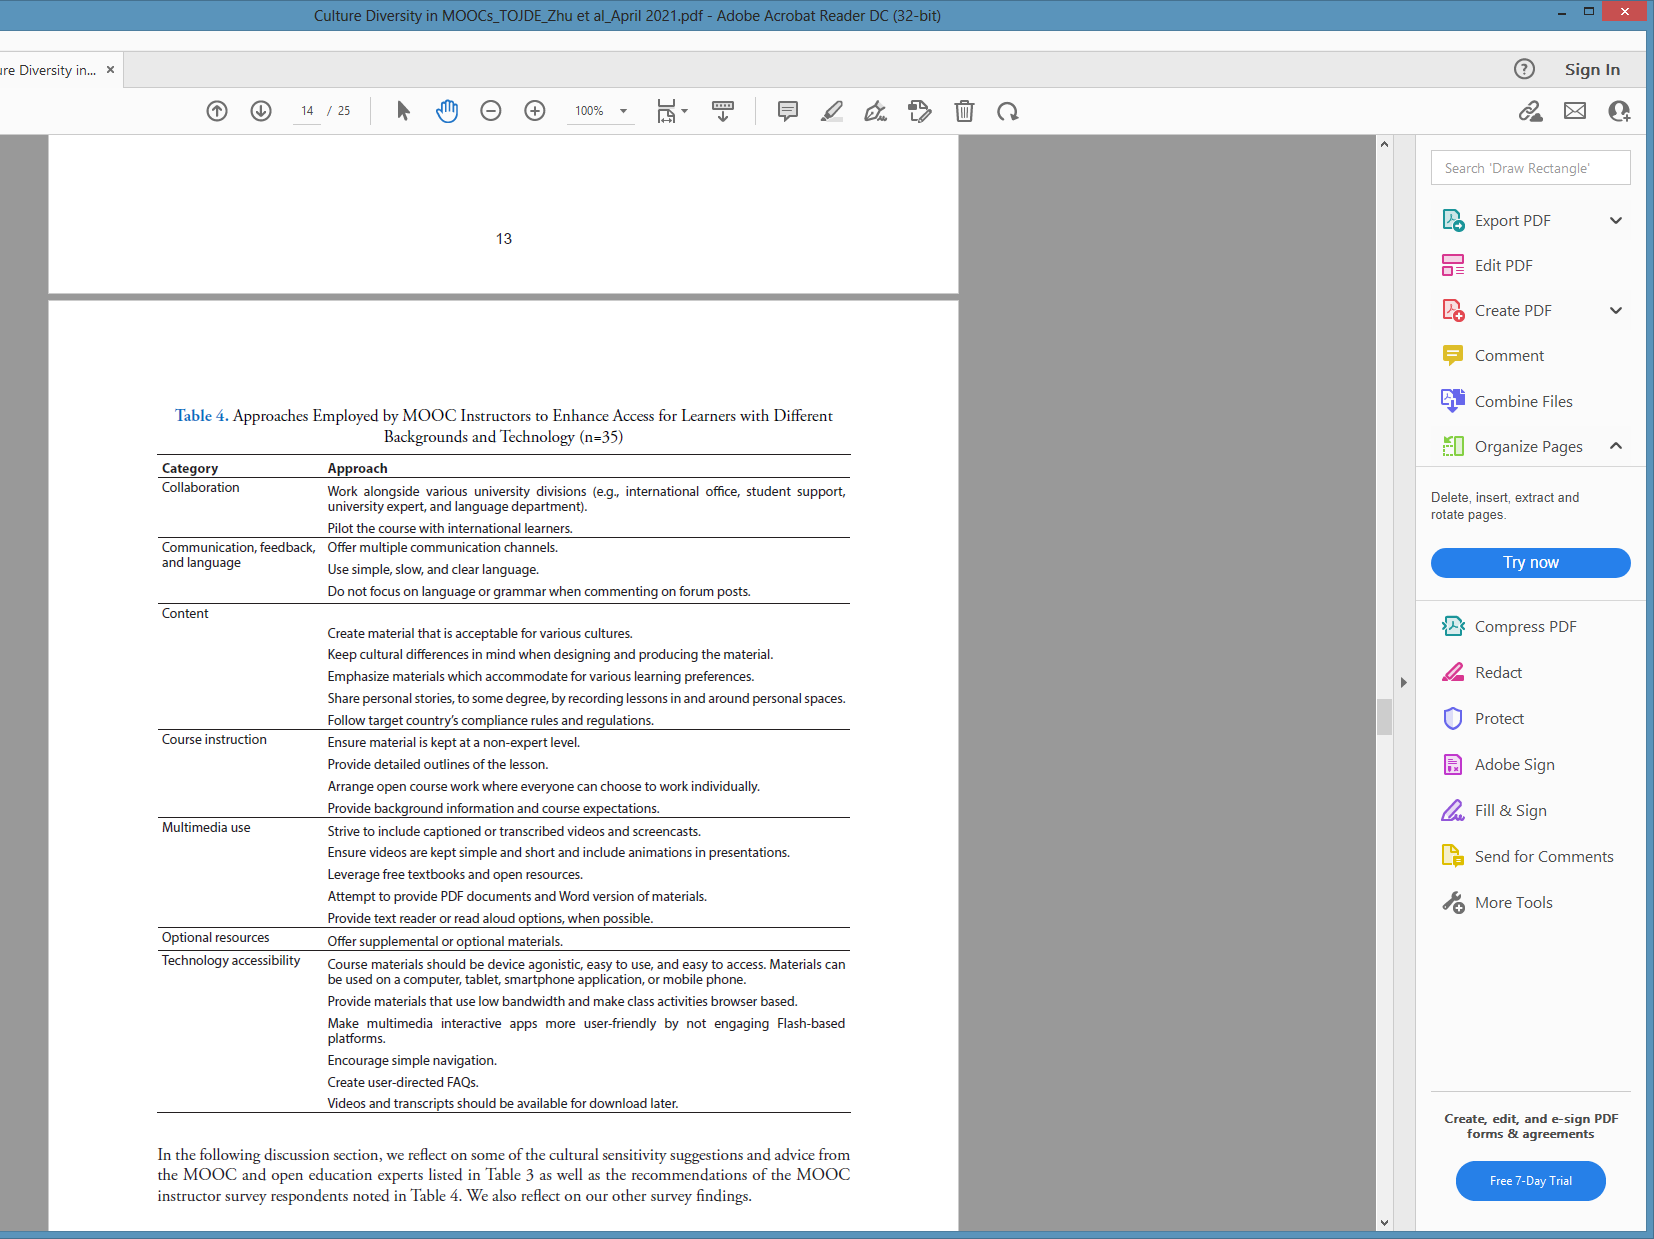 Culture Diversity in MOOCs_TOJDE_Zhu et al_April 2021.pdf - Adobe Acrobat Reader DC (32-bit)
ure Diversity in... ×
? Sign In
14 / 25
100%
13
Table 4. Approaches Employed by MOOC Instructors to Enhance Access for Learners with Different
Backgrounds and Technology (n=35)
Category Approach
Collaboration
Work alongside various university divisions (e.g., international office, student support,
university expert, and language department).
Pilot the course with international learners.
Communication, feedback,
and language
Offer multiple communication channels.
Use simple, slow, and clear language.
Do not focus on language or grammar when commenting on forum posts.
Content
Create material that is acceptable for various cultures.
Keep cultural differences in mind when designing and producing the material.
Emphasize materials which accommodate for various learning preferences.
Share personal stories, to some degree, by recording lessons in and around personal spaces.
Follow target country's compliance rules and regulations.
Course instruction
Ensure material is kept at a non-expert level.
Provide detailed outlines of the lesson.
Arrange open course work where everyone can choose to work individually.
Provide background information and course expectations.
Multimedia use
Strive to include captioned or transcribed videos and screencasts.
Ensure videos are kept simple and short and include animations in presentations.
Leverage free textbooks and open resources.
Attempt to provide PDF documents and Word version of materials.
Provide text reader or read aloud options, when possible.
Optional resources
Offer supplemental or optional materials.
Technology accessibility
Course materials should be device agonistic, easy to use, and easy to access. Materials can
be used on a computer, tablet, smartphone application, or mobile phone.
Provide materials that use low bandwidth and make class activities browser based.
Make multimedia interactive apps more user-friendly by not engaging Flash-based
platforms.
Encourage simple navigation.
Create user-directed FAQs.
Videos and transcripts should be available for download later.
In the following discussion section, we reflect on some of the cultural sensitivity suggestions and advice from
the MOOC and open education experts listed in Table 3 as well as the recommendations of the MOOC
instructor survey respondents noted in Table 4. We also reflect on our other survey findings.
Search 'Draw Rectangle'
Export PDF
Edit PDF
Create PDF
Comment
Combine Files
Organize Pages
Delete, insert, extract and
rotate pages.
Try now
Compress PDF
Redact
Protect
Adobe Sign
Fill & Sign
Send for Comments
More Tools
Create, edit, and e-sign PDF
forms & agreements
Free 7-Day Trial